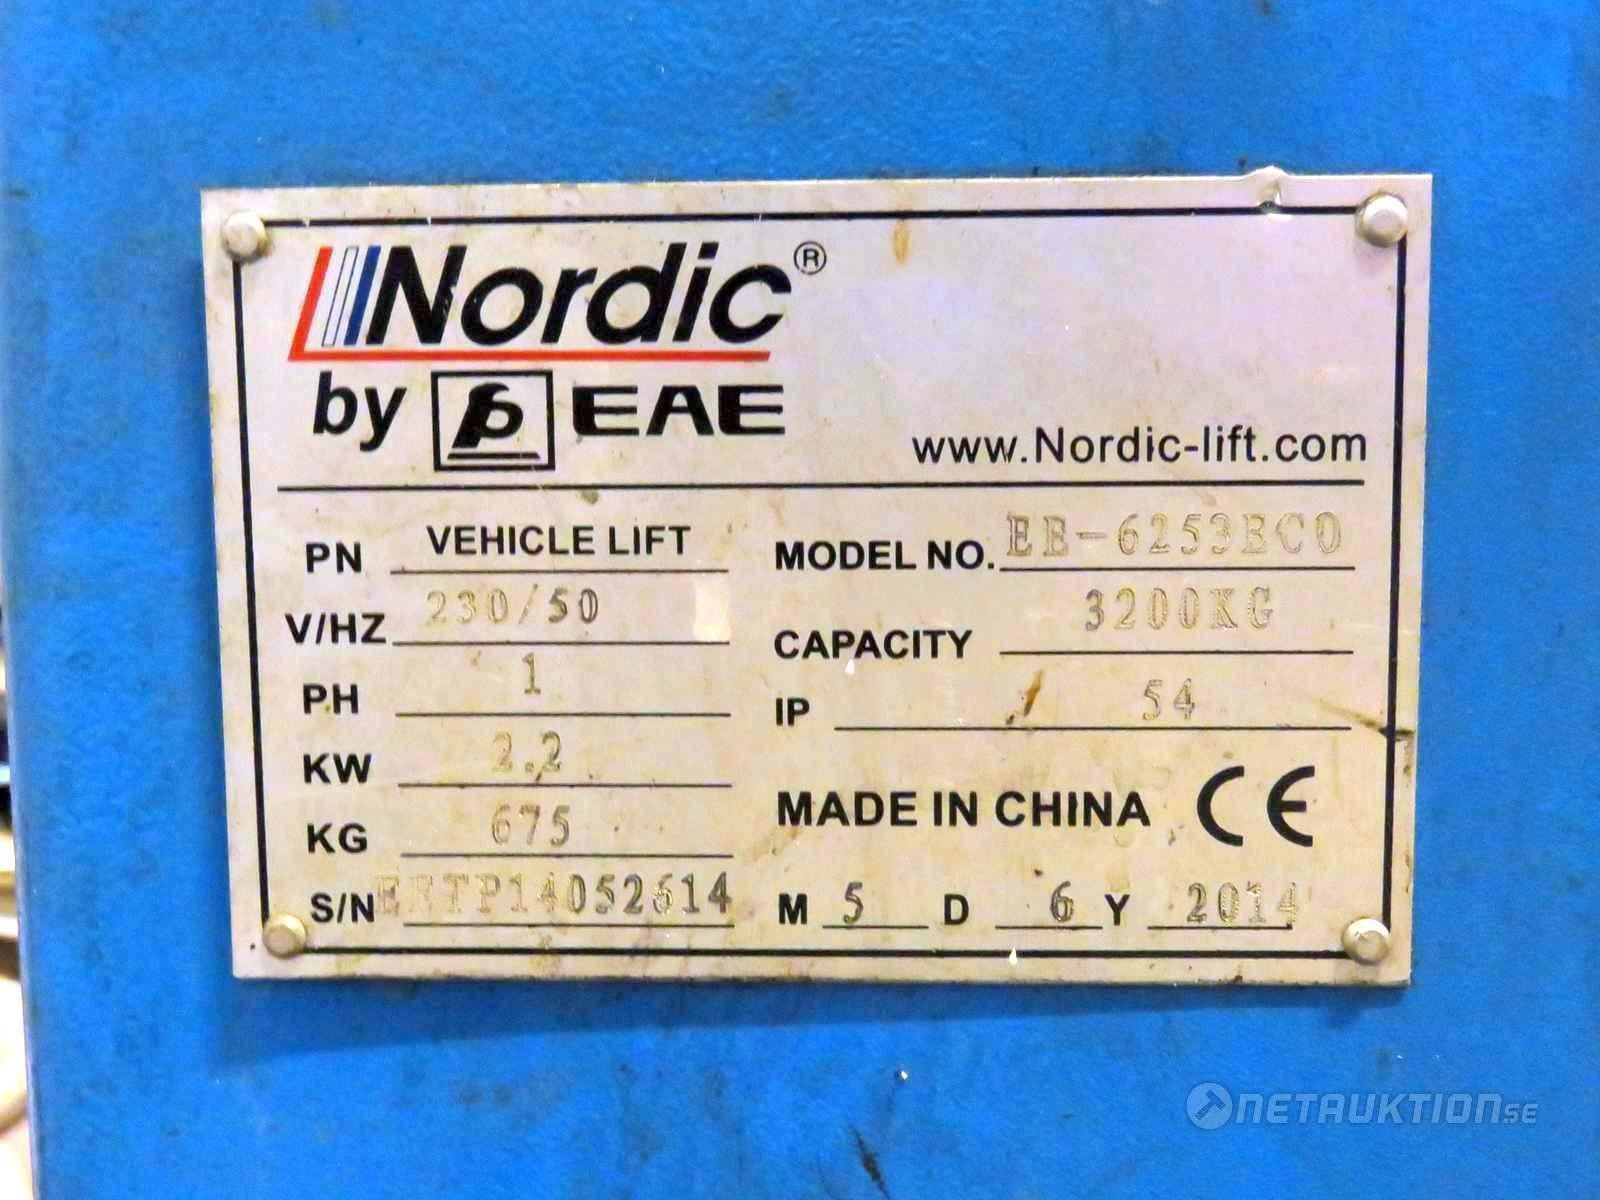 Nordic®
by EAE
www.Nordic-lift.com
PN VEHICLE LIFT
MODEL NO. EE-6253ECO
V/HZ 230/50
CAPACITY 3200KG
PH 1
IP 54
KW 2.2
KG 675
MADE IN CHINA CE
S/N EETP14052614
M 5 D 6 Y 2014
NETAUKTION.SE